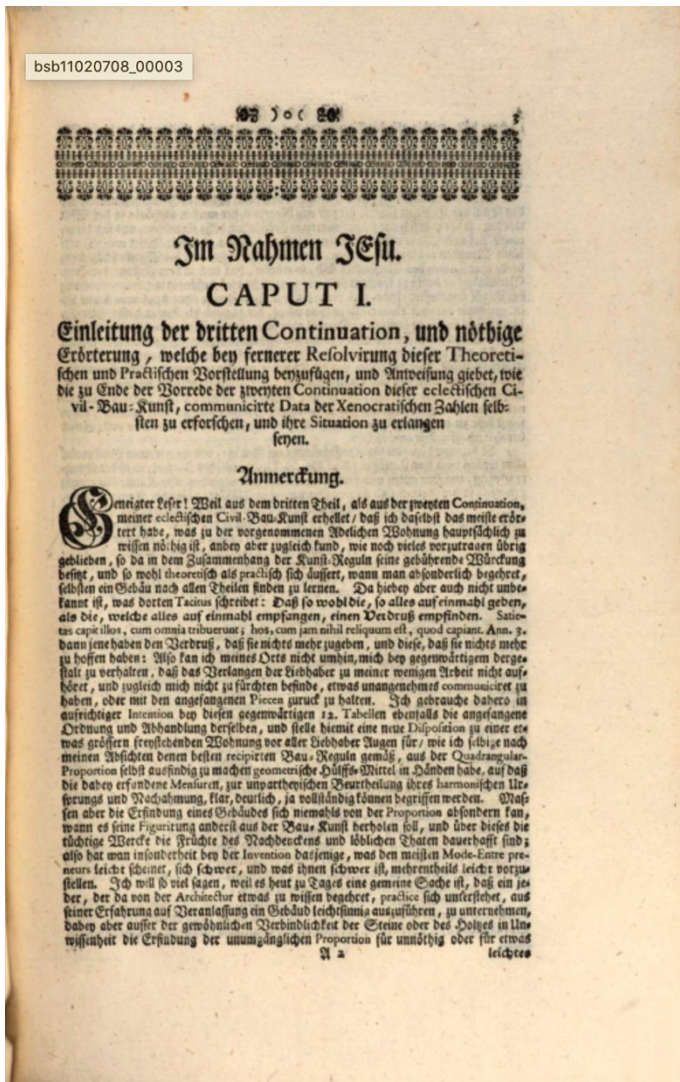 bsb11020708_00003
)o( 3
Im Nahmen JEsu.
CAPUT I.
Einleitung der dritten Continuation, und nöthige
Erörterung, welche bey fernerer Resolvirung dieser Theoreti-
schen und Practischen Vorstellung beyzufügen, und Anweisung giebet, wie
die zu Ende der Vorrede der zweyten Continuation dieser eclectischen Ci-
vil-Bau-Kunst, communicirte Data der Xenocratischen Zahlen selb-
sten zu erforschen, und ihre Situation zu erlangen
seyen.
Anmerckung.
Geneigter Leser! Weil aus dem dritten Theil, als aus der zweyten Continuation,
meiner eclectischen Civil-Bau-Kunst erhellet/ daß ich daselbst das meiste erör-
tert habe, was zu der vorgenommenen Adelichen Wohnung hauptsächlich zu
wissen nöthig ist, anbey aber zugleich kund, wie noch vieles vorzutragen übrig
geblieben, so da in dem Zusammenhang der Kunst-Reguln seine gebührende Würckung
besitzt, und so wohl theoretisch als practisch sich äussert, wann man absonderlich begehret,
selbsten ein Gebäu nach allen Theilen finden zu lernen. Da hiebey aber auch nicht unbe-
kannt ist, was dorten Tacitus schreibet: Daß so wohl die, so alles auf einmahl geben,
als die, welche alles auf einmahl empfangen, einen Verdruß empfinden. Satie-
tas capit illos, cum omnia tribuerunt; hos, cum jam nihil reliquum est, quod capiant. Ann. 3.
dann jene haben den Verdruß, daß sie nichts mehr zugeben, und diese, daß sie nichts mehr
zu hoffen haben: Also kan ich meines Orts nicht umhin, mich bey gegenwärtigem derge-
stalt zu verhalten, daß das Verlangen der Liebhaber zu meiner wenigen Arbeit nicht auf-
höret, und zugleich mich nicht zu fürchten befinde, etwas unangenehmes communiciret zu
haben, oder mit den angefangenen Piecen zuruck zu halten. Ich gebrauche dahero in
aufrichtiger Intention bey diesen gegenwärtigen 12. Tabellen ebenfalls die angefangene
Ordnung und Abhandlung derselben, und stelle hiemit eine neue Disposition zu einer et-
was grössern freystehenden Wohnung vor aller Liebhaber Augen für/ wie ich selbige nach
meinen Absichten denen besten recipirten Bau-Reguln gemäß, aus der Quadrangular-
Proportion selbst ausfindig zu machen geometrische Hülffs-Mittel in Händen habe, auf daß
die dabey erfundene Mensuren, zur unpartheyischen Beurtheilung ihres harmonischen Ur-
sprungs und Nachahmung, klar, deutlich, ja vollständig können begriffen werden. Maß-
sen aber die Erfindung eines Gebäudes sich niemahls von der Proportion absondern kan,
wann es seine Figurirung anderst aus der Bau-Kunst herholen soll, und über dieses die
tüchtige Wercke die Früchte des Nachdenckens und löblichen Thaten dauerhafft sind;
also hat man insonderheit bey der Invention dasjenige, was den meisten Mode-Entre pre-
neurs leicht scheinet, sich schwer, und was ihnen schwer ist, mehrentheils leicht vorzu-
stellen. Ich will so viel sagen, weil es heut zu Tages eine gemeine Sache ist, daß ein je-
der, der da von der Architectur etwas zu wissen begehret, practice sich unterstehet, aus
seiner Erfahrung auf Veranlassung ein Gebäud leichtsinnig auszuführen, zu unternehmen,
dabey aber ausser der gewöhnlichen Verbindlichkeit der Steine oder des Holtzes in Un-
wissenheit die Erfindung der unumgänglichen Proportion für unnöthig oder für etwas
A 2 leichtes